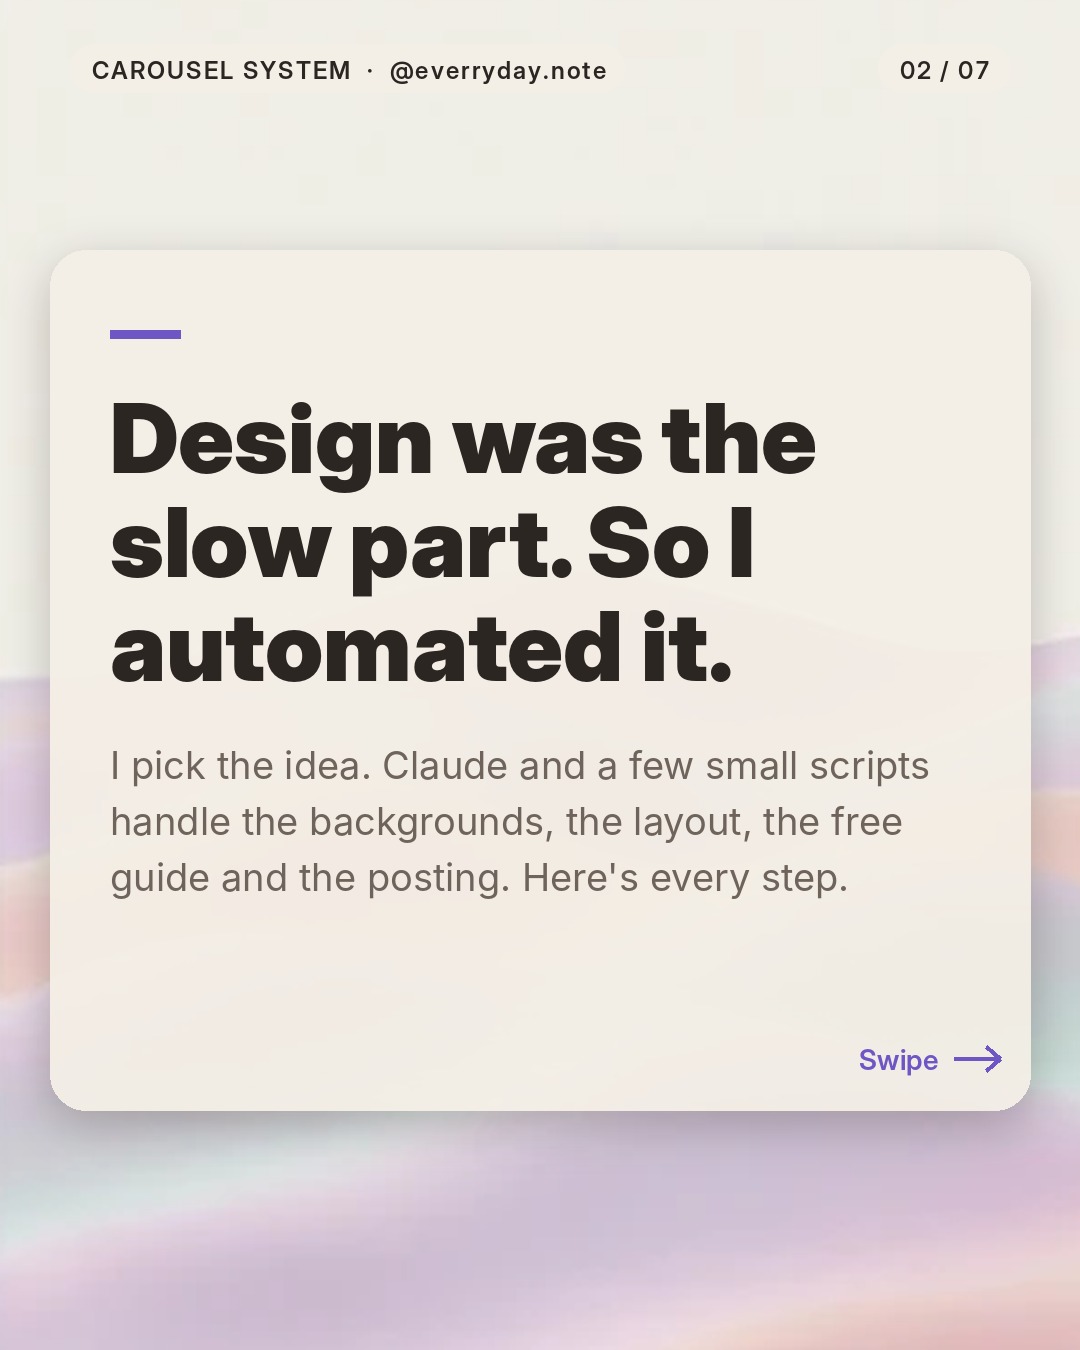 CAROUSEL SYSTEM · @everryday.note
02 / 07
Design was the
slow part. So I
automated it.
I pick the idea. Claude and a few small scripts
handle the backgrounds, the layout, the free
guide and the posting. Here's every step.
Swipe →